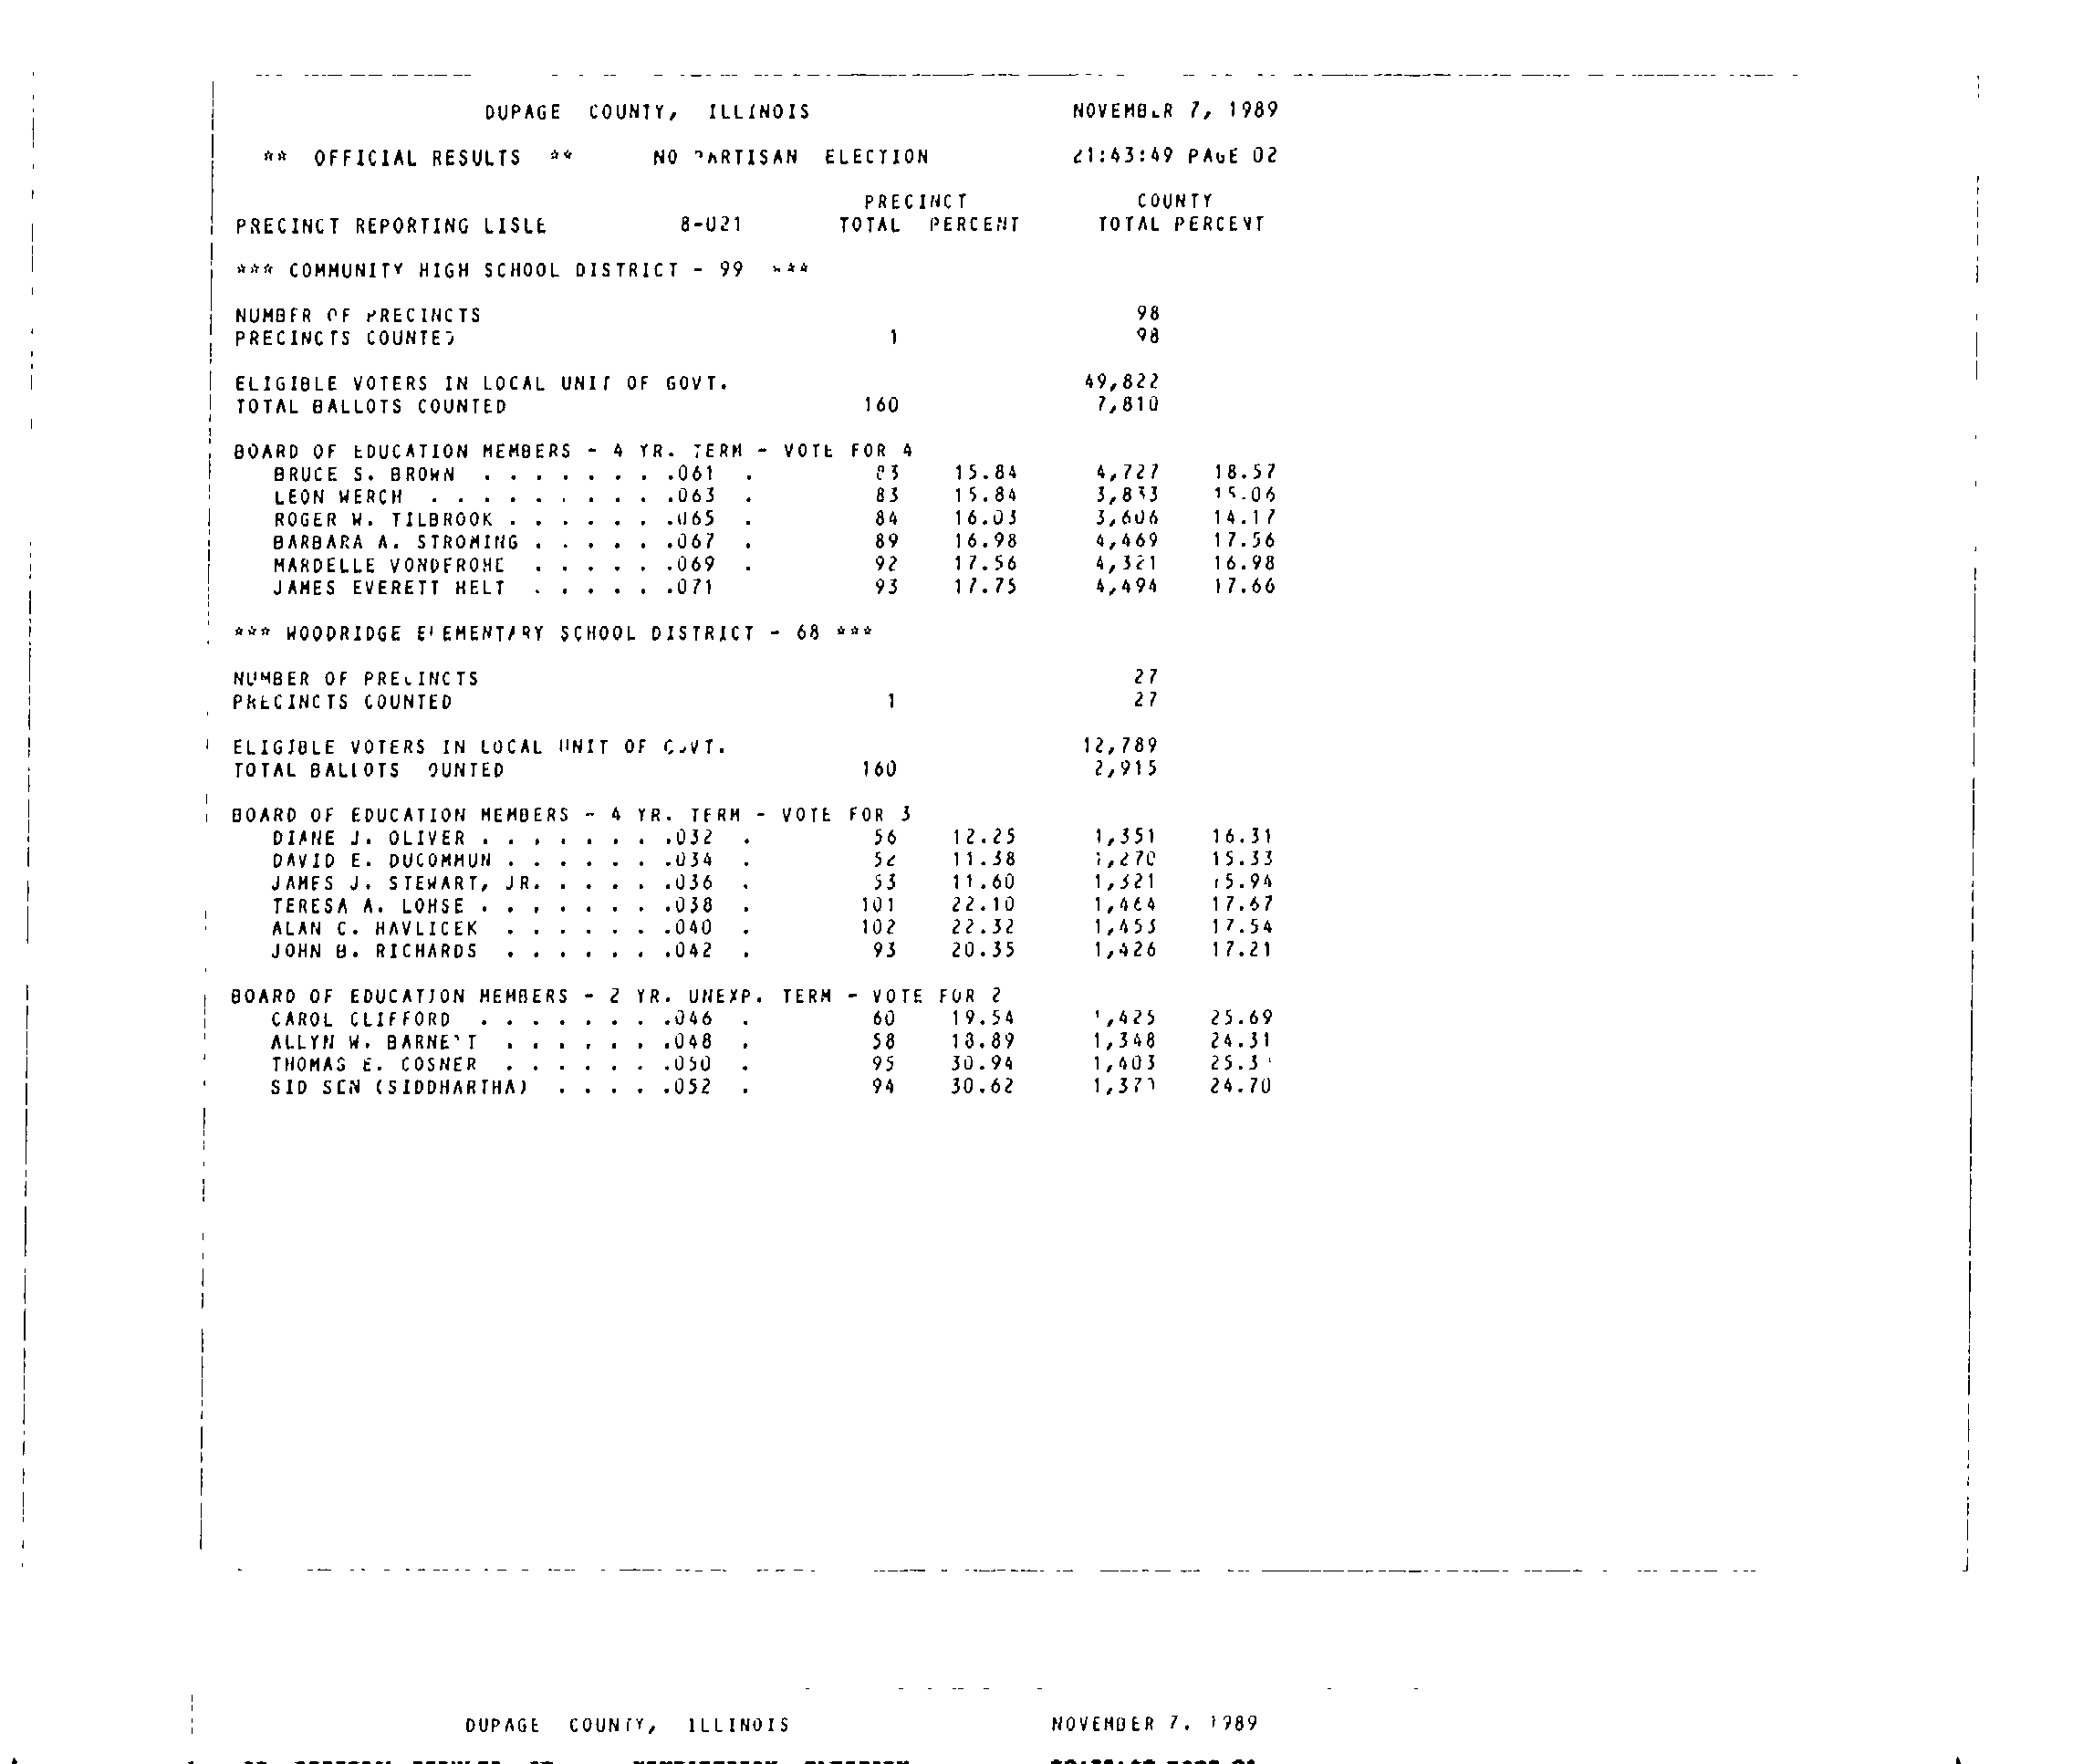 DUPAGE COUNTY, ILLINOIS NOVEMBER 7, 1989
** OFFICIAL RESULTS ** NO PARTISAN ELECTION 21:43:49 PAGE 02
PRECINCT COUNTY
PRECINCT REPORTING LISLE 8-021 TOTAL PERCENT TOTAL PERCENT
*** COMMUNITY HIGH SCHOOL DISTRICT - 99 ***
NUMBER OF PRECINCTS 98
PRECINCTS COUNTED 1 98
ELIGIBLE VOTERS IN LOCAL UNIT OF GOVT. 49,822
TOTAL BALLOTS COUNTED 160 7,810
BOARD OF EDUCATION MEMBERS - 4 YR. TERM - VOTE FOR 4
BRUCE S. BROWN . . . . . . . .061 . 83 15.84 4,727 18.57
LEON WERCH . . . . . . . . . .063 . 83 15.84 3,833 15.06
ROGER W. TILBROOK . . . . . . .065 . 84 16.03 3,606 14.17
BARBARA A. STROMING . . . . . .067 . 89 16.98 4,469 17.56
MARDELLE VONDEROHE . . . . . .069 . 92 17.56 4,321 16.98
JAMES EVERETT HELT . . . . . .071 93 17.75 4,494 17.66
*** WOODRIDGE ELEMENTARY SCHOOL DISTRICT - 68 ***
NUMBER OF PRECINCTS 27
PRECINCTS COUNTED 1 27
ELIGIBLE VOTERS IN LOCAL UNIT OF GOVT. 12,789
TOTAL BALLOTS COUNTED 160 2,915
BOARD OF EDUCATION MEMBERS - 4 YR. TERM - VOTE FOR 3
DIANE J. OLIVER . . . . . . . .032 . 56 12.25 1,351 16.31
DAVID E. DUCOMMUN . . . . . . .034 . 52 11.38 1,270 15.33
JAMES J. STEWART, JR. . . . . .036 . 53 11.60 1,321 15.94
TERESA A. LOHSE . . . . . . . .038 . 101 22.10 1,464 17.67
ALAN C. HAVLICEK . . . . . . .040 . 102 22.32 1,453 17.54
JOHN B. RICHARDS . . . . . . .042 . 93 20.35 1,426 17.21
BOARD OF EDUCATION MEMBERS - 2 YR. UNEXP. TERM - VOTE FOR 2
CAROL CLIFFORD . . . . . . . .046 . 60 19.54 1,425 25.69
ALLYN W. BARNETT . . . . . . .048 . 58 18.89 1,348 24.31
THOMAS E. COSNER . . . . . . .050 . 95 30.94 1,403
SID SEN (SIDDHARTHA) . . . . .052 . 94 30.62 24.70
DUPAGE COUNTY, ILLINOIS NOVEMBER 7, 1989